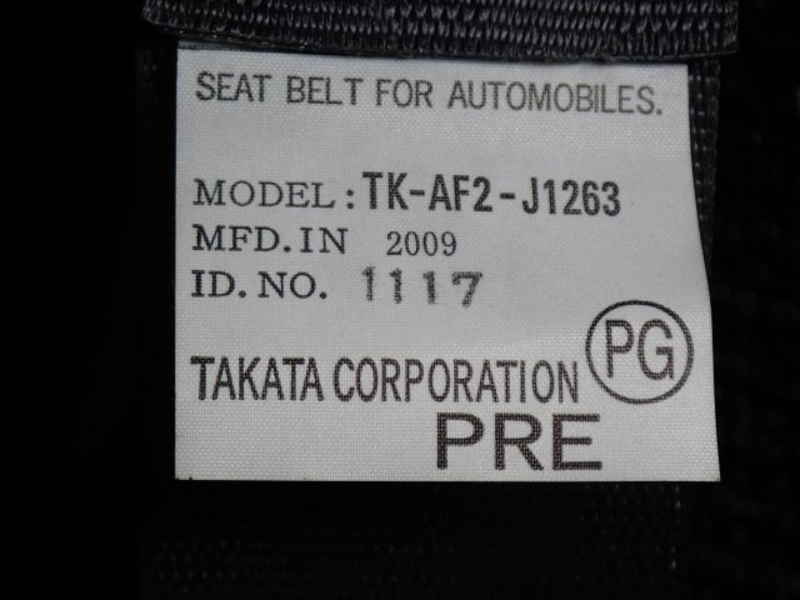 SEAT BELT FOR AUTOMOBILES.
MODEL: TK-AF2-J1263
MFD. IN 2009
ID. NO. 1117
PG
TAKATA CORPORATION
PRE